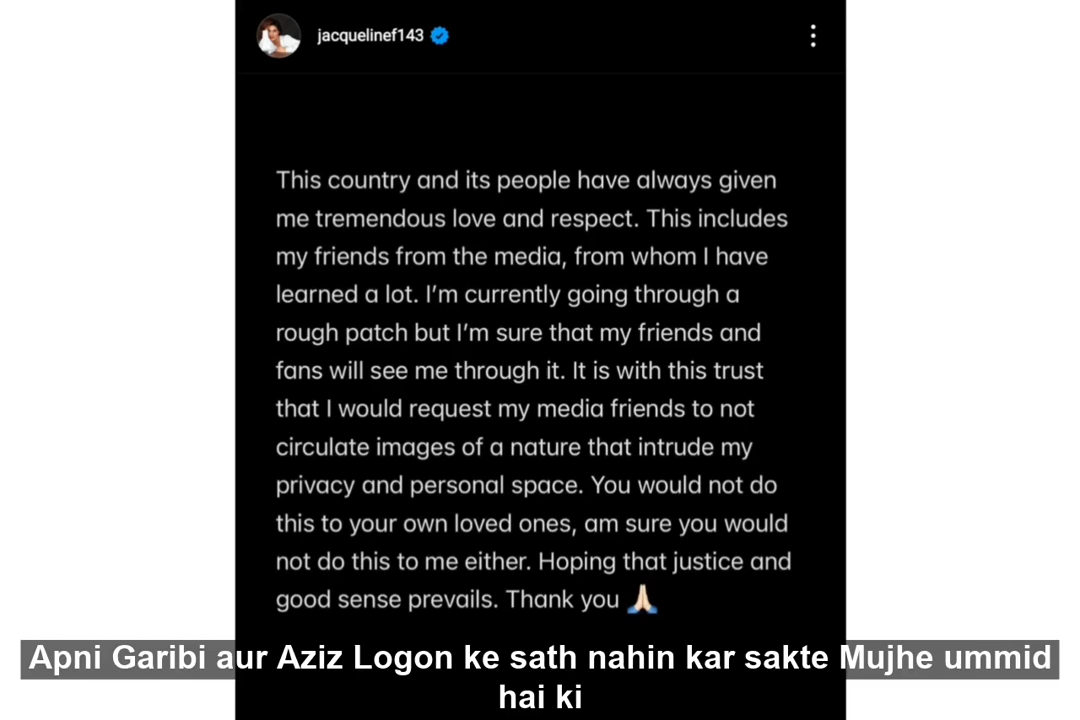 jacquelinef143
This country and its people have always given
me tremendous love and respect. This includes
my friends from the media, from whom I have
learned a lot. I'm currently going through a
rough patch but I'm sure that my friends and
fans will see me through it. It is with this trust
that I would request my media friends to not
circulate images of a nature that intrude my
privacy and personal space. You would not do
this to your own loved ones, am sure you would
not do this to me either. Hoping that justice and
good sense prevails. Thank you 🙏🏻
Apni Garibi aur Aziz Logon ke sath nahin kar sakte Mujhe ummid
hai ki